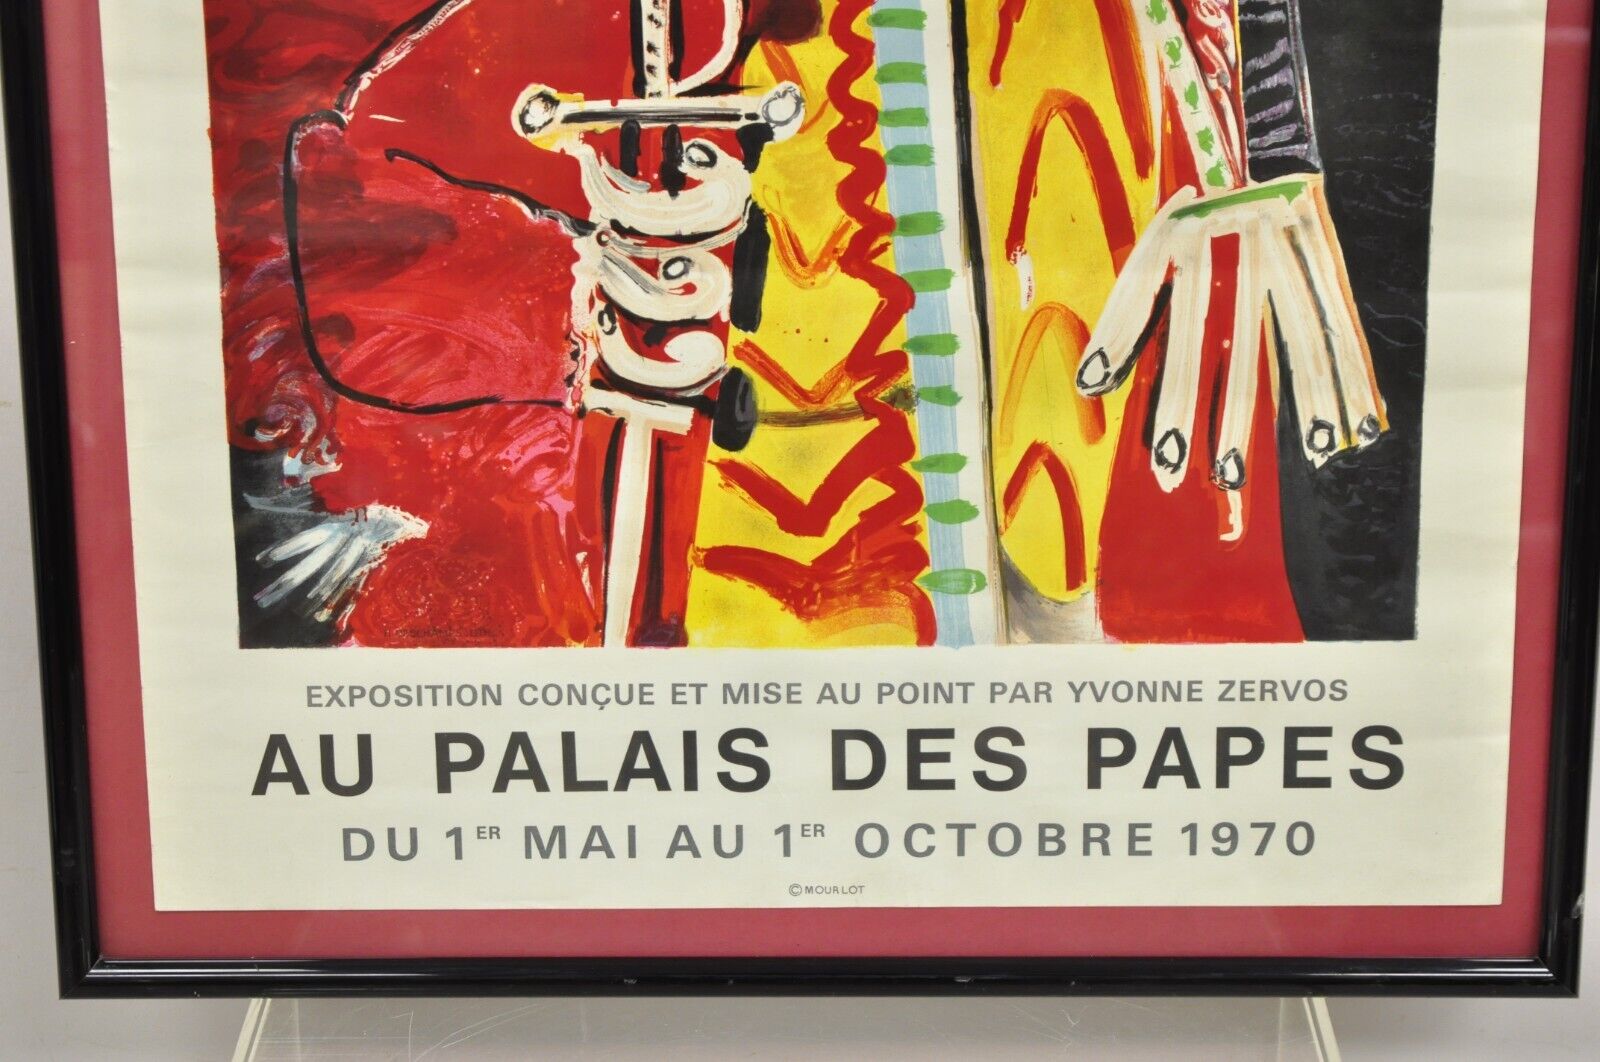 EXPOSITION CONÇUE ET MISE AU POINT PAR YVONNE ZERVOS
AU PALAIS DES PAPES
DU 1ER MAI AU 1ER OCTOBRE 1970
©MOURLOT